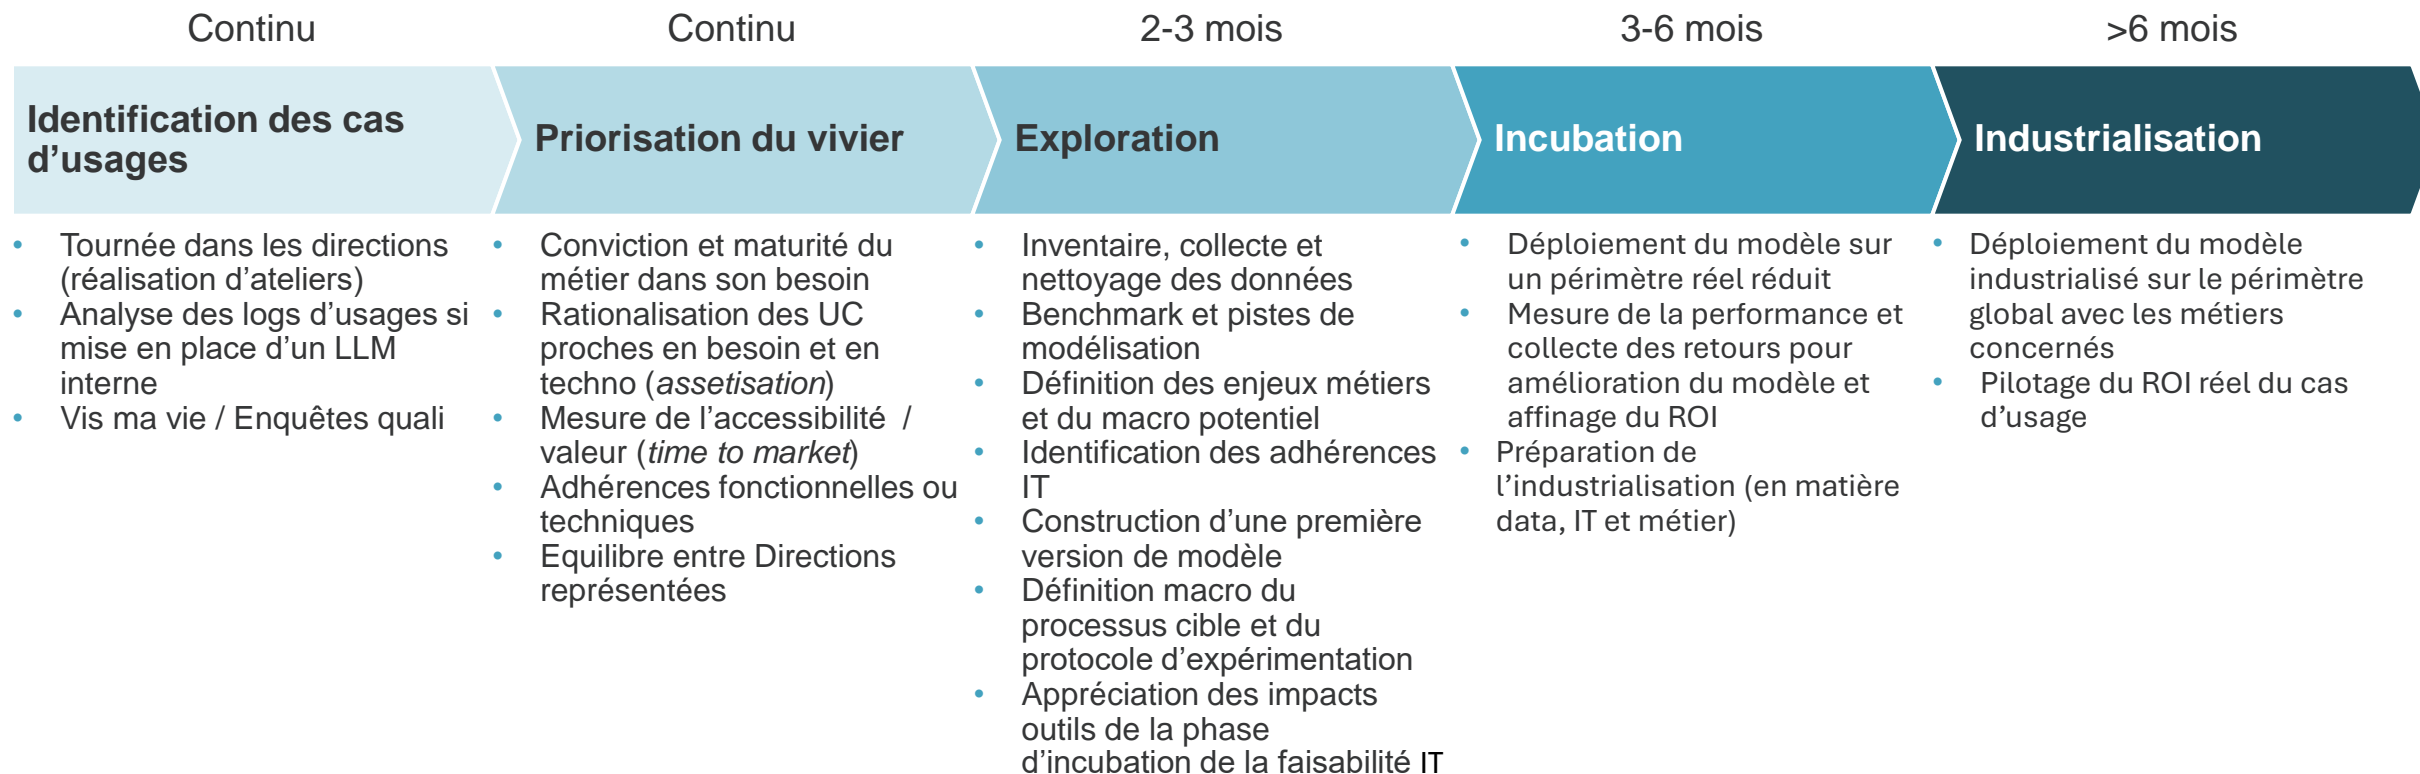 Continu
Continu
2-3 mois
3-6 mois
>6 mois
Identification des cas
d’usages
Priorisation du vivier
Exploration
Incubation
Industrialisation
• Tournée dans les directions
(réalisation d’ateliers)
• Analyse des logs d’usages si
mise en place d’un LLM
interne
• Vis ma vie / Enquêtes quali
• Conviction et maturité du
métier dans son besoin
• Rationalisation des UC
proches en besoin et en
techno (assetisation)
• Mesure de l’accessibilité /
valeur (time to market)
• Adhérences fonctionnelles ou
techniques
• Equilibre entre Directions
représentées
• Inventaire, collecte et
nettoyage des données
• Benchmark et pistes de
modélisation
• Définition des enjeux métiers
et du macro potentiel
• Identification des adhérences
IT
• Construction d’une première
version de modèle
• Définition macro du
processus cible et du
protocole d’expérimentation
• Appréciation des impacts
outils de la phase
d’incubation de la faisabilité IT
• Déploiement du modèle sur
un périmètre réel réduit
• Mesure de la performance et
collecte des retours pour
amélioration du modèle et
affinage du ROI
• Préparation de
l’industrialisation (en matière
data, IT et métier)
• Déploiement du modèle
industrialisé sur le périmètre
global avec les métiers
concernés
• Pilotage du ROI réel du cas
d’usage